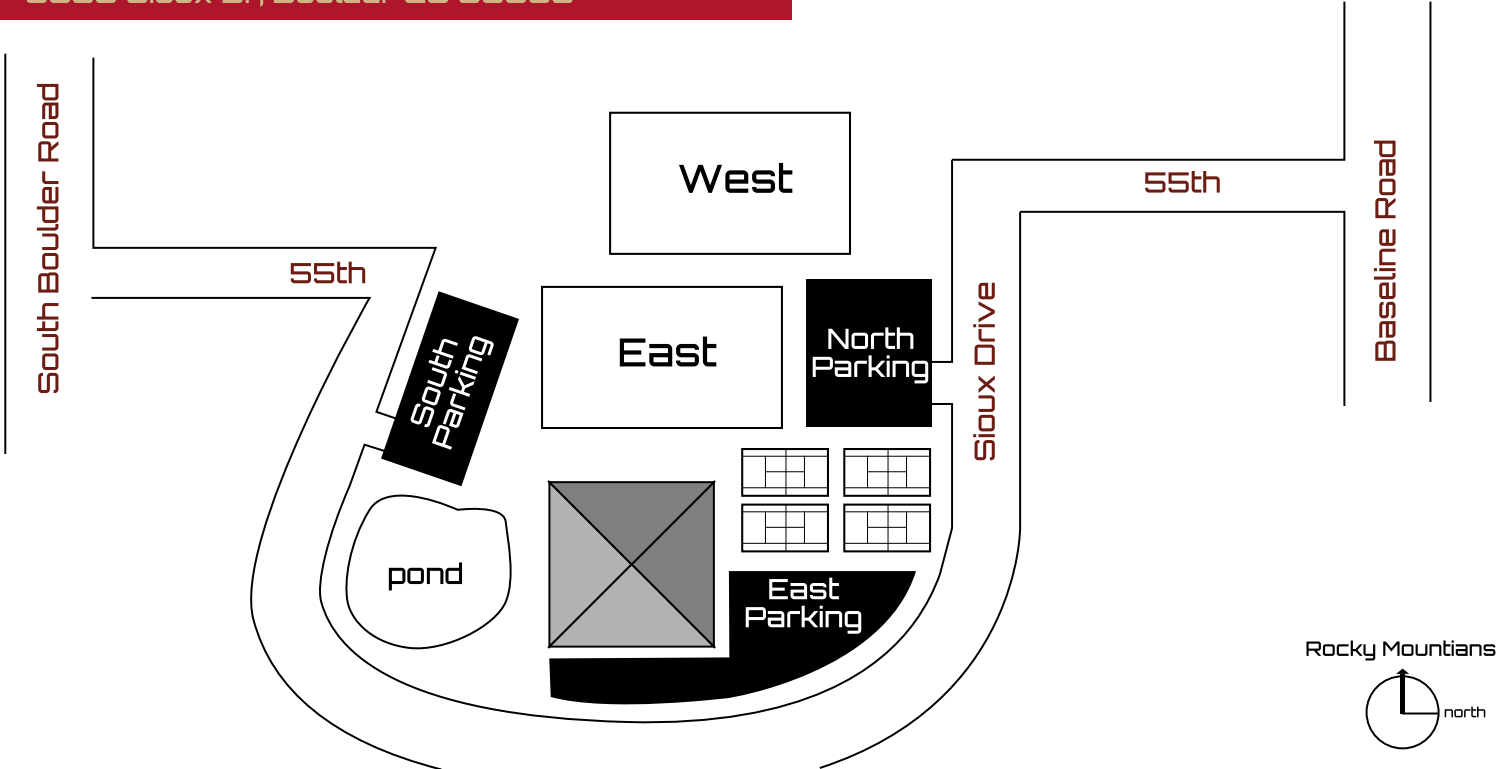 South Boulder Road
West
55th
Baseline Road
55th
East
North
Parking
South
Parking
Sioux Drive
pond
East
Parking
Rocky Mountians
north